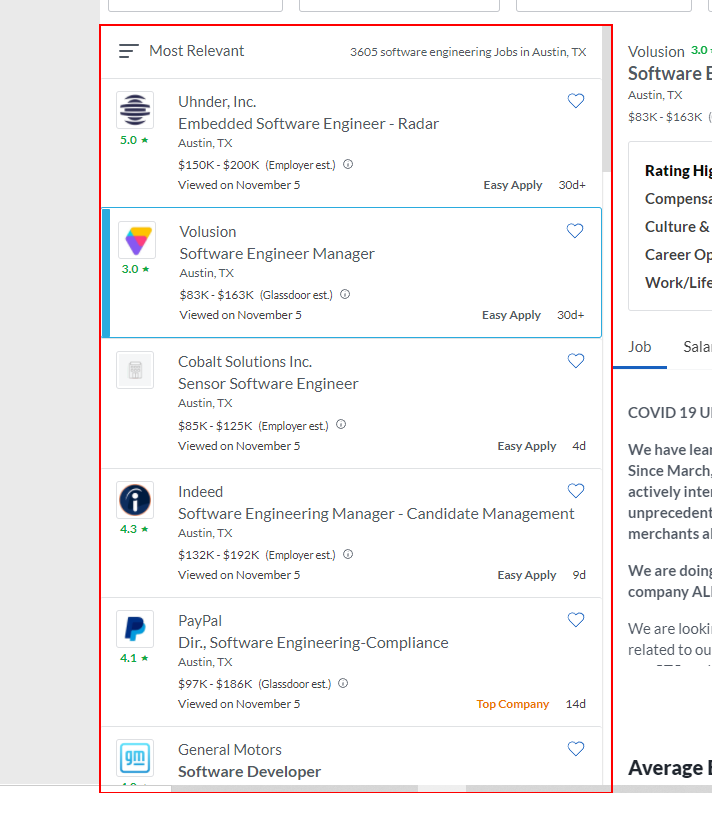 Most Relevant
3605 software engineering Jobs in Austin, TX
Uhnder, Inc.
Embedded Software Engineer - Radar
5.0 ★
Austin, TX
$150K - $200K (Employer est.)
Viewed on November 5
Easy Apply 30d+
Volusion
Software Engineer Manager
3.0 ★
Austin, TX
$83K - $163K (Glassdoor est.)
Viewed on November 5
Easy Apply 30d+
Cobalt Solutions Inc.
Sensor Software Engineer
Austin, TX
$85K - $125K (Employer est.)
Viewed on November 5
Easy Apply 4d
Indeed
Software Engineering Manager - Candidate Management
4.3 ★
Austin, TX
$132K - $192K (Employer est.)
Viewed on November 5
Easy Apply 9d
PayPal
Dir., Software Engineering-Compliance
4.1 ★
Austin, TX
$97K - $186K (Glassdoor est.)
Viewed on November 5
Top Company 14d
gm
General Motors
Software Developer
Volusion 3.0
Software E
Austin, TX
$83K - $163K (
Rating Hig
Compensa
Culture &
Career Op
Work/Life
Job Sala
COVID 19 U
We have lear
Since March,
actively inter
unprecedent
merchants al
We are doing
company ALL
We are looki
related to ou
Average B